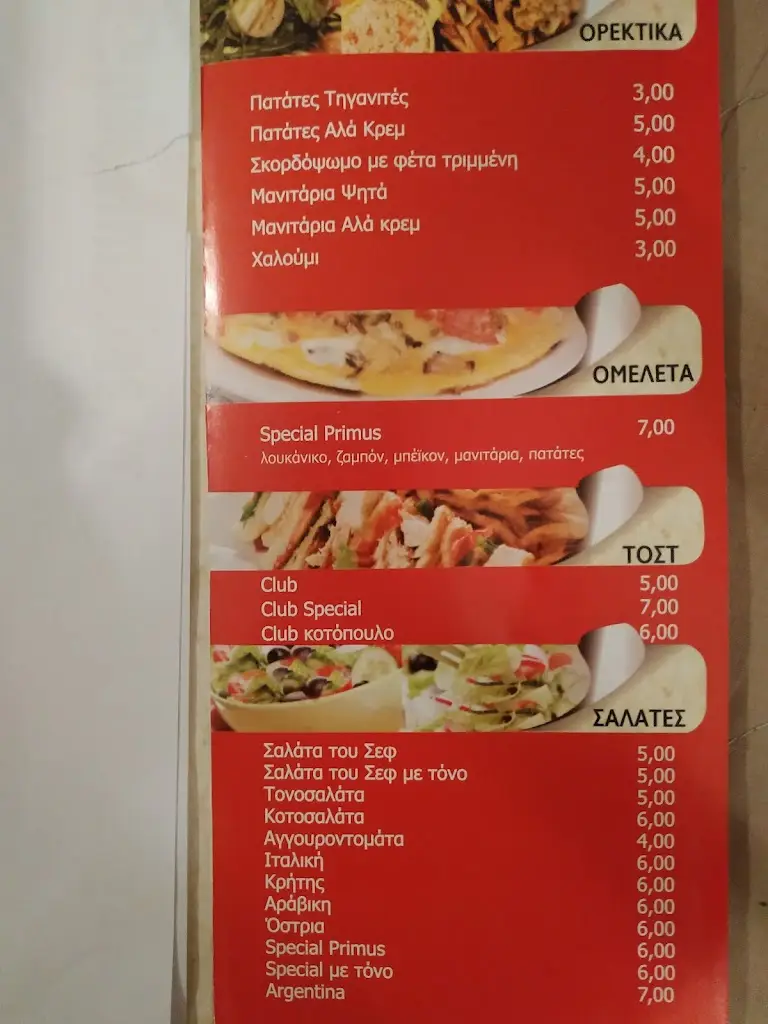 ΟΡΕΚΤΙΚΑ
Πατάτες Τηγανιτές 3,00
Πατάτες Αλά Κρεμ 5,00
Σκορδόψωμο με φέτα τριμμένη 4,00
Μανιτάρια Ψητά 5,00
Μανιτάρια Αλά κρεμ 5,00
Χαλούμι 3,00
ΟΜΕΛΕΤΑ
Special Primus 7,00
λουκάνικο, ζαμπόν, μπέϊκον, μανιτάρια, πατάτες
ΤΟΣΤ
Club 5,00
Club Special 7,00
Club κοτόπουλο 6,00
ΣΑΛΑΤΕΣ
Σαλάτα του Σεφ 5,00
Σαλάτα του Σεφ με τόνο 5,00
Τονοσαλάτα 5,00
Κοτοσαλάτα 6,00
Αγγουροντομάτα 4,00
Ιταλική 6,00
Κρήτης 6,00
Αράβικη 6,00
Όστρια 6,00
Special Primus 6,00
Special με τόνο 6,00
Argentina 7,00